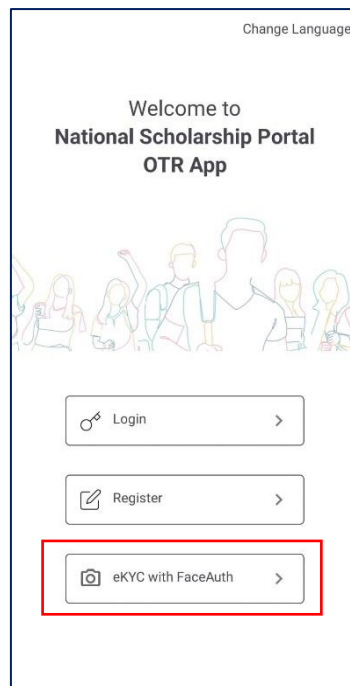 Change Language
Welcome to
National Scholarship Portal
OTR App
Login
Register
eKYC with FaceAuth